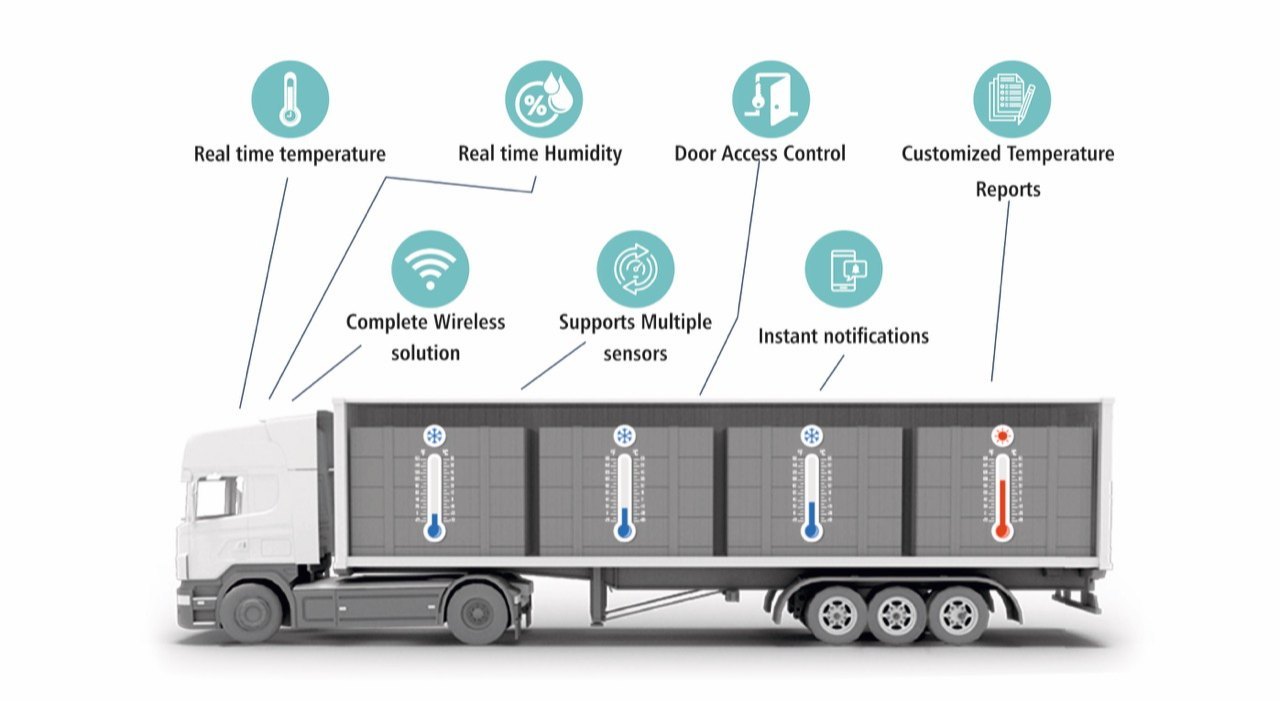 Real time temperature
Real time Humidity
Door Access Control
Customized Temperature
Reports
Complete Wireless
solution
Supports Multiple
sensors
Instant notifications
%